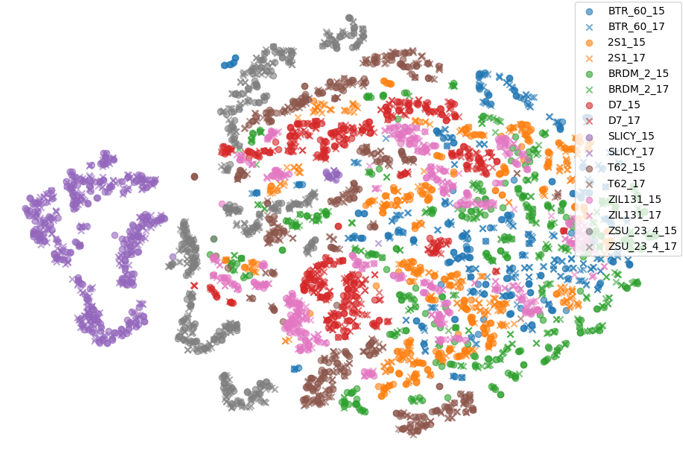 BTR_60_15
BTR_60_17
2S1_15
2S1_17
BRDM_2_15
BRDM_2_17
D7_15
D7_17
SLICY_15
SLICY_17
T62_15
T62_17
ZIL131_15
ZIL131_17
ZSU_23_4_15
ZSU_23_4_17